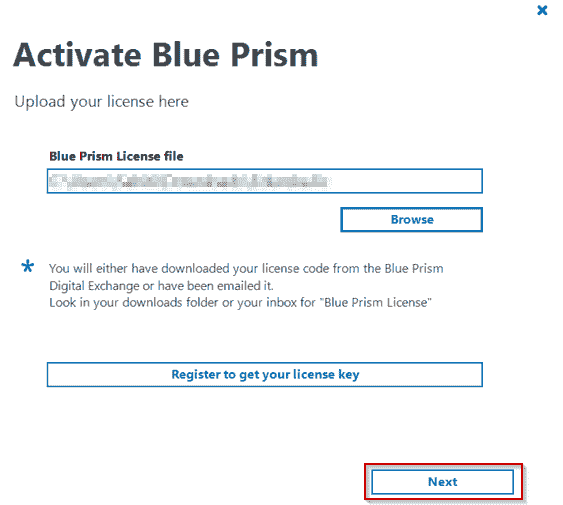 Activate Blue Prism
Upload your license here
Blue Prism License file
Browse
* You will either have downloaded your license code from the Blue Prism
Digital Exchange or have been emailed it.
Look in your downloads folder or your inbox for "Blue Prism License"
Register to get your license key
Next